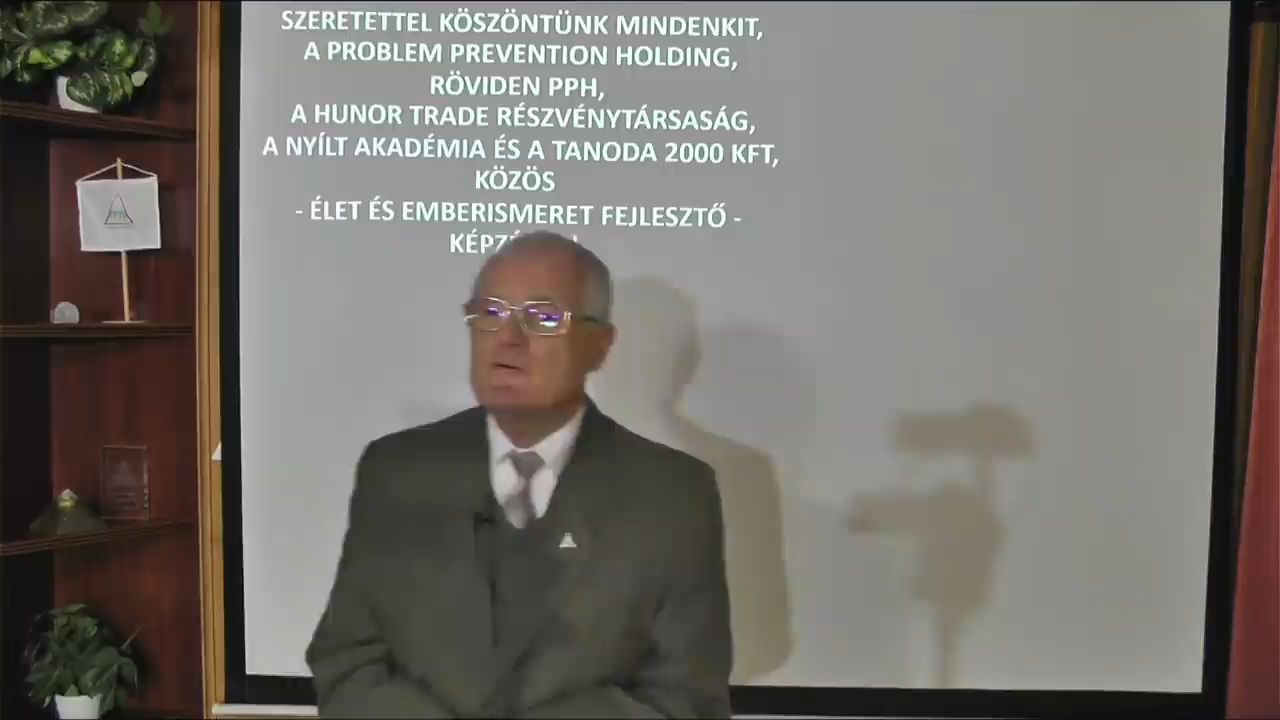 SZERETETTEL KÖSZÖNTÜNK MINDENKIT,
A PROBLEM PREVENTION HOLDING,
RÖVIDEN PPH,
A HUNOR TRADE RÉSZVÉNYTÁRSASÁG,
A NYÍLT AKADÉMIA ÉS A TANODA 2000 KFT,
KÖZÖS
- ÉLET ÉS EMBERISMERET FEJLESZTŐ -